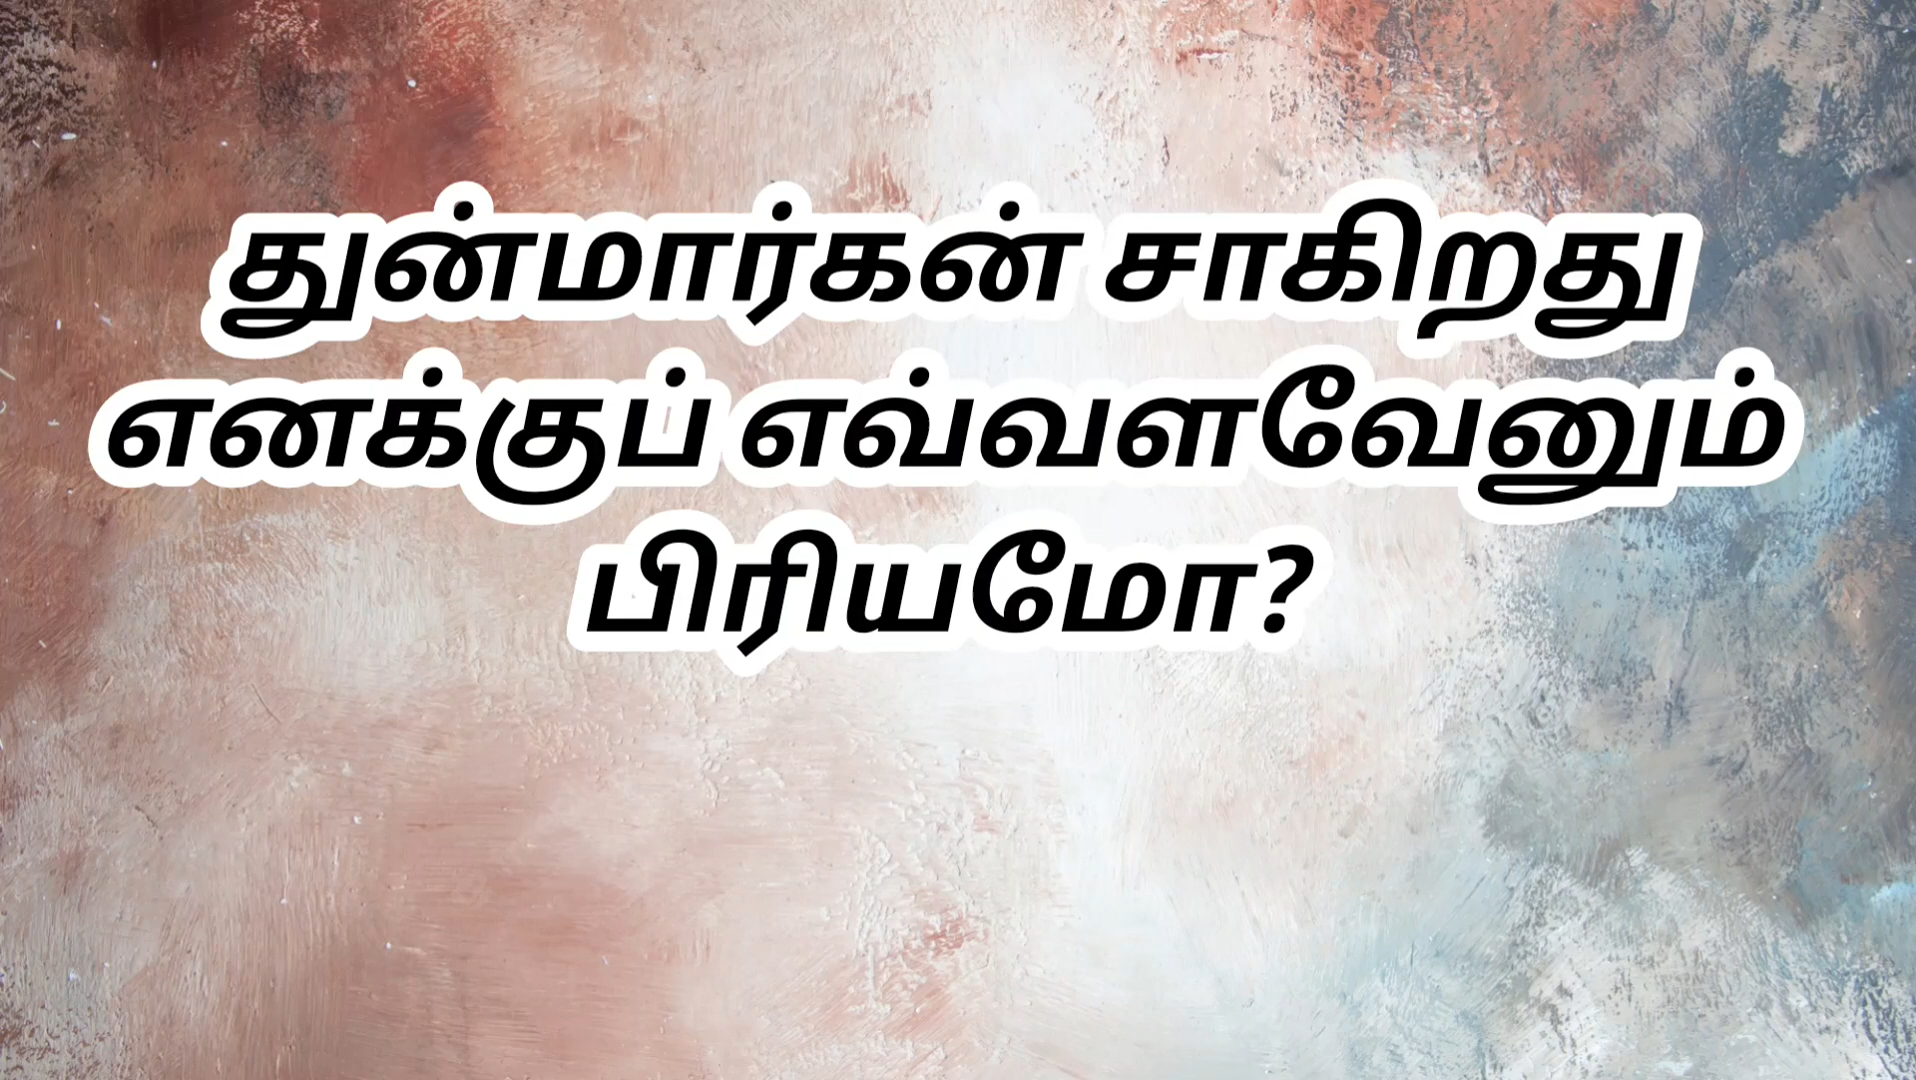 துன்மார்கன் சாகிறது
எனக்குப் எவ்வளவேனும்
பிரியமோ?